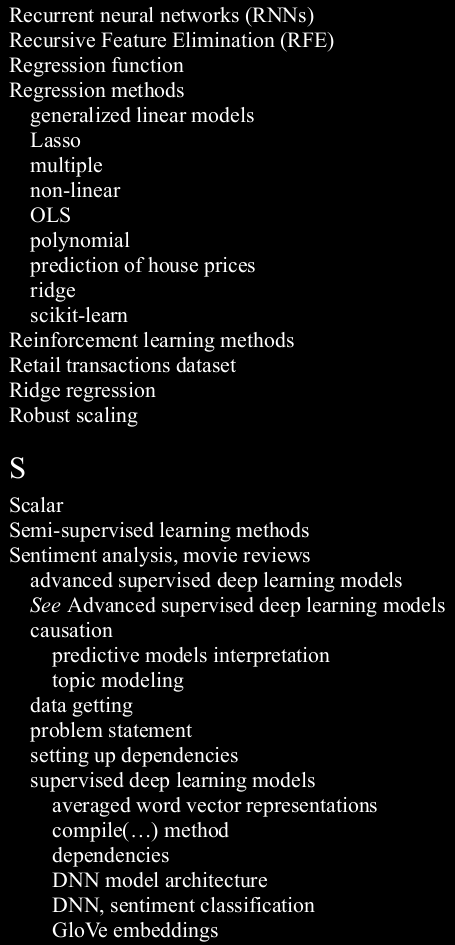 Recurrent neural networks (RNNs)
Recursive Feature Elimination (RFE)
Regression function
Regression methods
generalized linear models
Lasso
multiple
non-linear
OLS
polynomial
prediction of house prices
ridge
scikit-learn
Reinforcement learning methods
Retail transactions dataset
Ridge regression
Robust scaling
S
Scalar
Semi-supervised learning methods
Sentiment analysis, movie reviews
advanced supervised deep learning models
See Advanced supervised deep learning models
causation
predictive models interpretation
topic modeling
data getting
problem statement
setting up dependencies
supervised deep learning models
averaged word vector representations
compile(…) method
dependencies
DNN model architecture
DNN, sentiment classification
GloVe embeddings